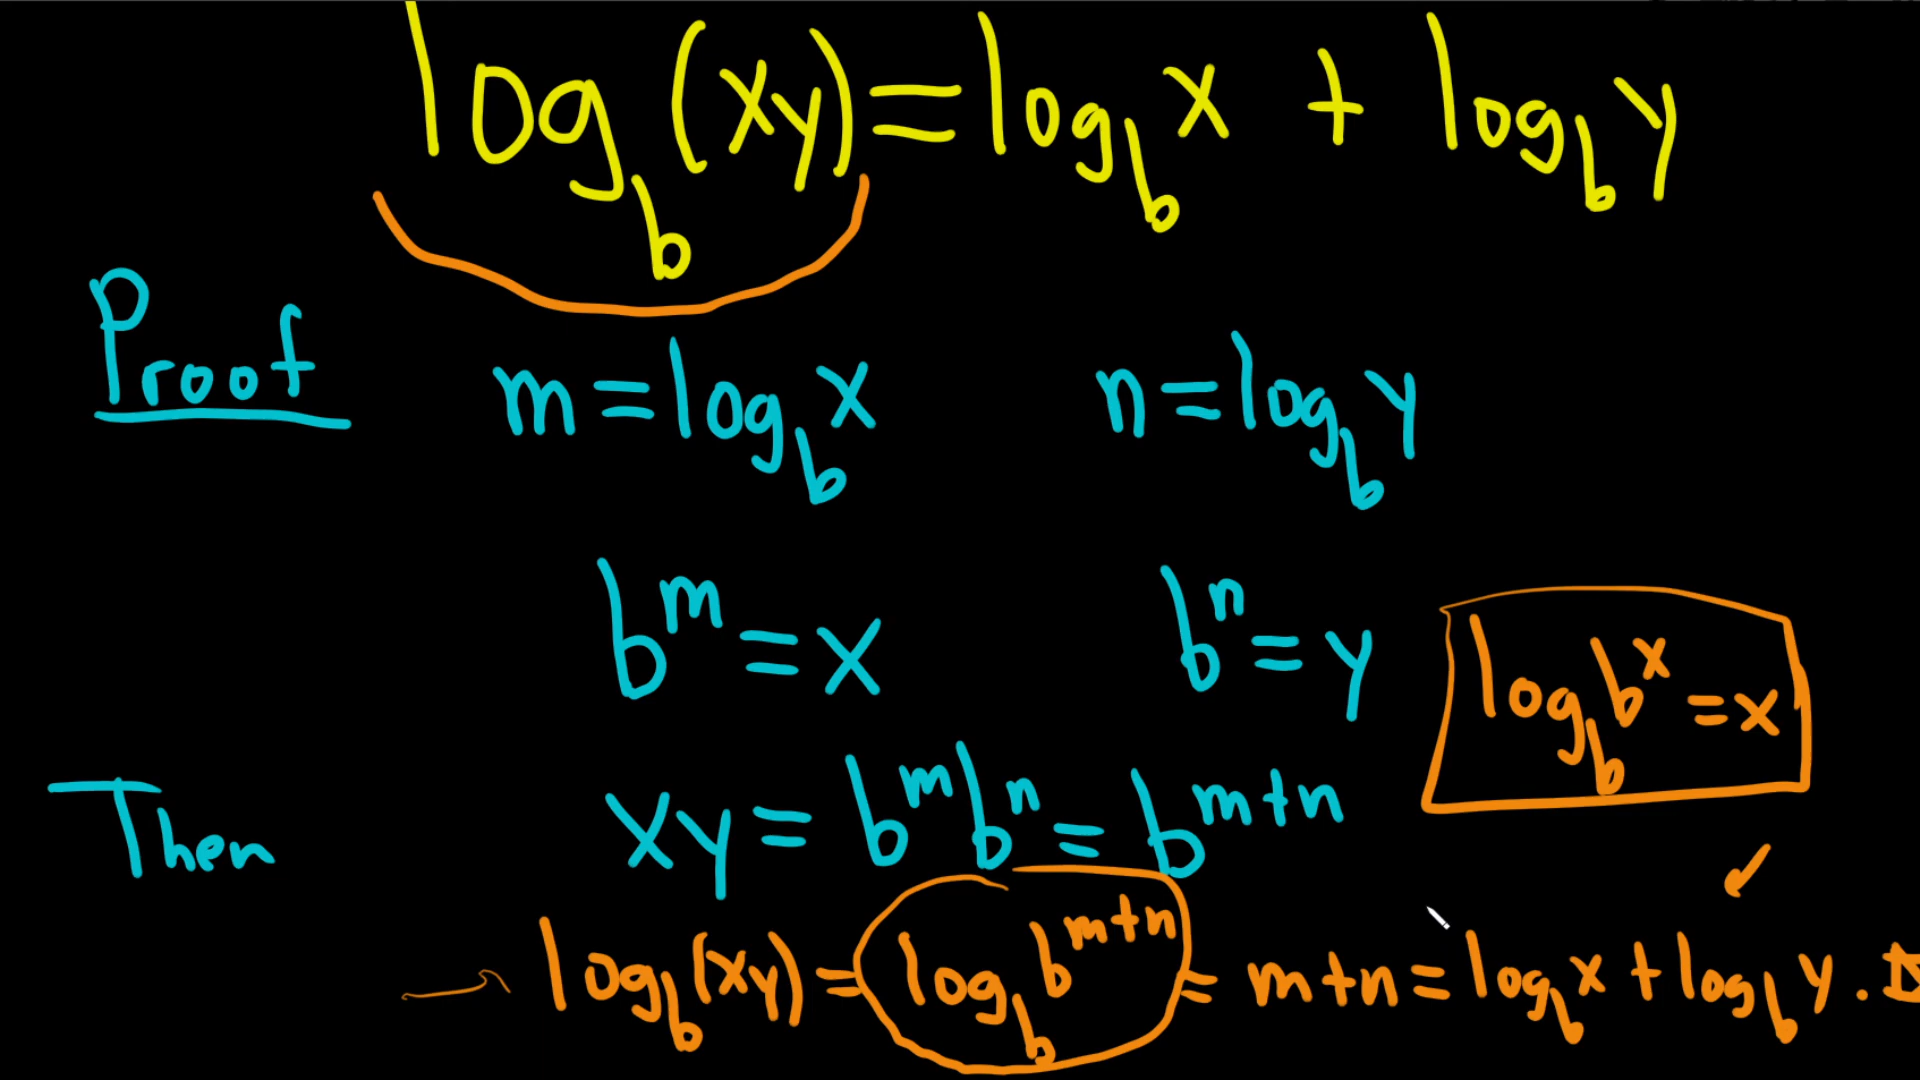 log_b (xy) = log_b x + log_b y
Proof m = log_b x n = log_b y
b^m = x b^n = y
log_b b^x = x
Then xy = b^m b^n = b^{m+n}
log_b (xy) = log_b b^{m+n} = m+n = log_b x + log_b y.